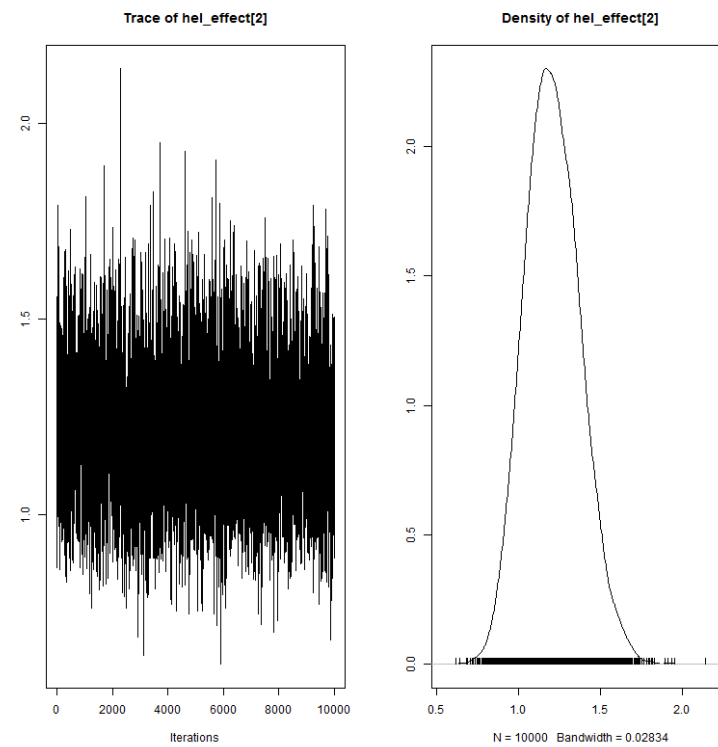 Trace of hel_effect[2]
2.0
1.5
1.0
0 2000 4000 6000 8000 10000
Iterations
Density of hel_effect[2]
2.0
1.5
1.0
0.5
0.0
0.5 1.0 1.5 2.0
N = 10000 Bandwidth = 0.02834